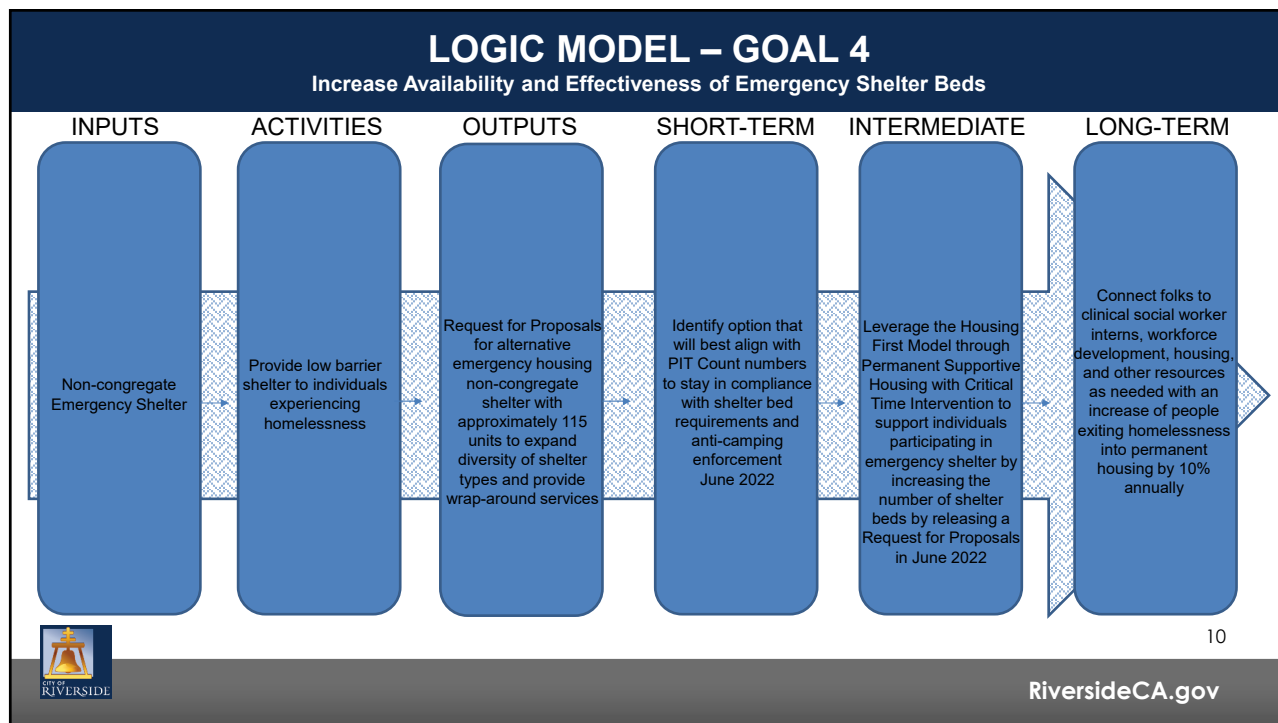 LOGIC MODEL – GOAL 4
Increase Availability and Effectiveness of Emergency Shelter Beds
INPUTS
Non-congregate
Emergency Shelter
ACTIVITIES
Provide low barrier
shelter to individuals
experiencing
homelessness
OUTPUTS
Request for Proposals
for alternative
emergency housing
non-congregate
shelter with
approximately 115
units to expand
diversity of shelter
types and provide
wrap-around services
SHORT-TERM
Identify option that
will best align with
PIT Count numbers
to stay in compliance
with shelter bed
requirements and
anti-camping
enforcement
June 2022
INTERMEDIATE
Leverage the Housing
First Model through
Permanent Supportive
Housing with Critical
Time Intervention to
support individuals
participating in
emergency shelter by
increasing the
number of shelter
beds by releasing a
Request for Proposals
in June 2022
LONG-TERM
Connect folks to
clinical social worker
interns, workforce
development, housing,
and other resources
as needed with an
increase of people
exiting homelessness
into permanent
housing by 10%
annually
10
CITY OF
RIVERSIDE
RiversideCA.gov